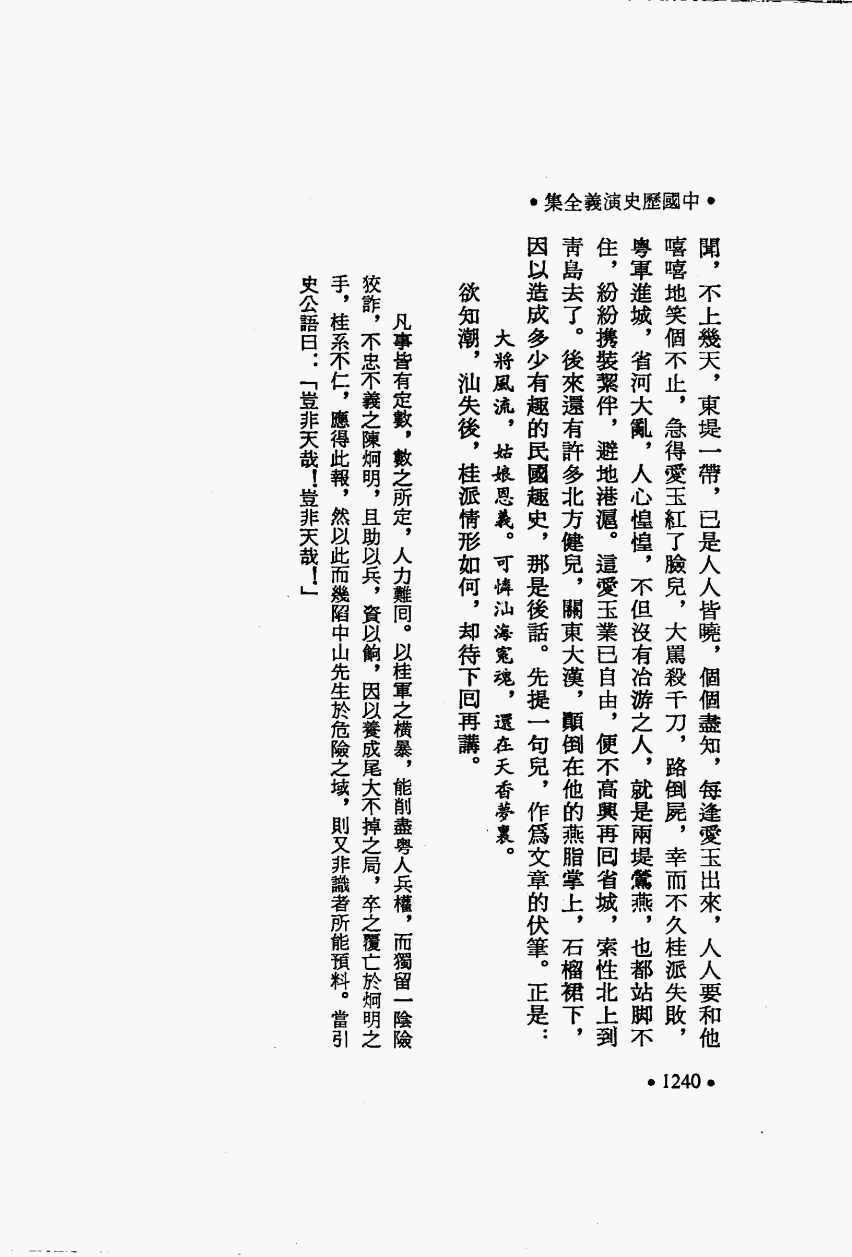 •中國歷史演義全集•
聞，不上幾天，東堤一帶，已是人人皆曉，個個盡知，每逢愛玉出來，人人要和他
嘻嘻地笑個不止，急得愛玉紅了臉兒，大罵殺千刀，路倒屍，幸而不久桂派失敗，
粵軍進城，省河大亂，人心惶惶，不但沒有冶游之人，就是兩堤鶯燕，也都站脚不
住，紛紛携裝絜伴，避地港滬。這愛玉業已自由，便不高興再回省城，索性北上到
靑島去了。後來還有許多北方健兒，關東大漢，顚倒在他的燕脂掌上，石榴裙下，
因以造成多少有趣的民國趣史，那是後話。先提一句兒，作爲文章的伏筆。正是：
大將風流，姑娘恩義。可憐汕海冤魂，還在天香夢裏。
欲知潮，汕失後，桂派情形如何，却待下囘再講。
凡事皆有定數，數之所定，人力難囘。以桂軍之橫暴，能削盡粵人兵權，而獨留一陰險
狡詐，不忠不義之陳炯明，且助以兵，資以餉，因以養成尾大不掉之局，卒之覆亡於炯明之
手，桂系不仁，應得此報，然以此而幾陷中山先生於危險之域，則又非識者所能預料。當引
史公語曰：「豈非天哉！豈非天哉！」
•1240•